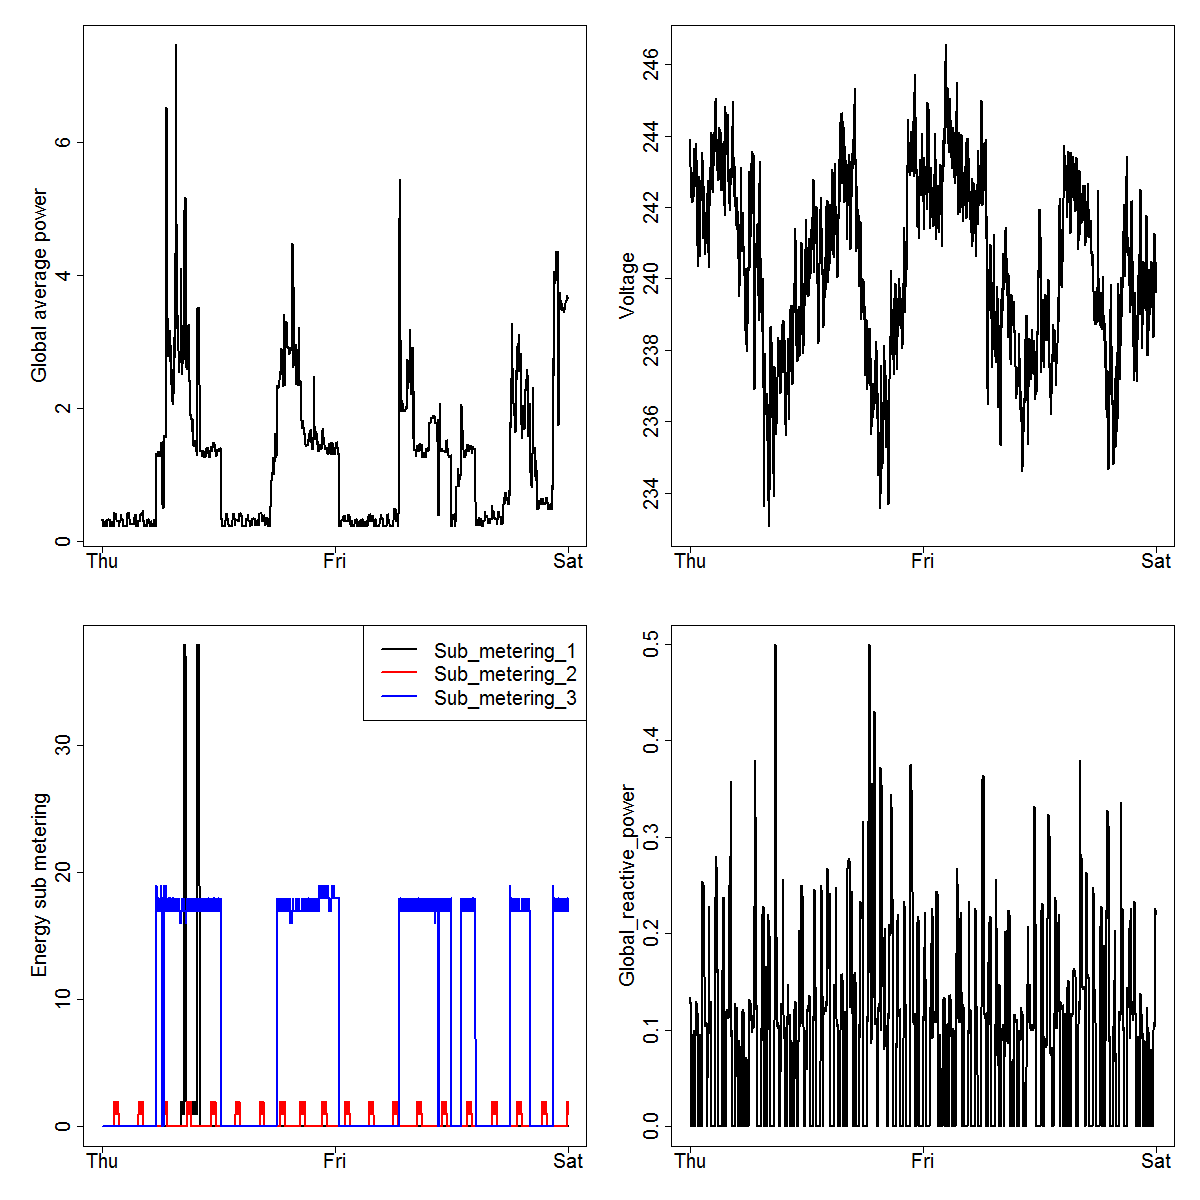 Global average power
0
2
4
6
Thu
Fri
Sat
Voltage
234
236
238
240
242
244
246
Thu
Fri
Sat
Energy sub metering
0
10
20
30
Sub_metering_1
Sub_metering_2
Sub_metering_3
Thu
Fri
Sat
Global_reactive_power
0.0
0.1
0.2
0.3
0.4
0.5
Thu
Fri
Sat